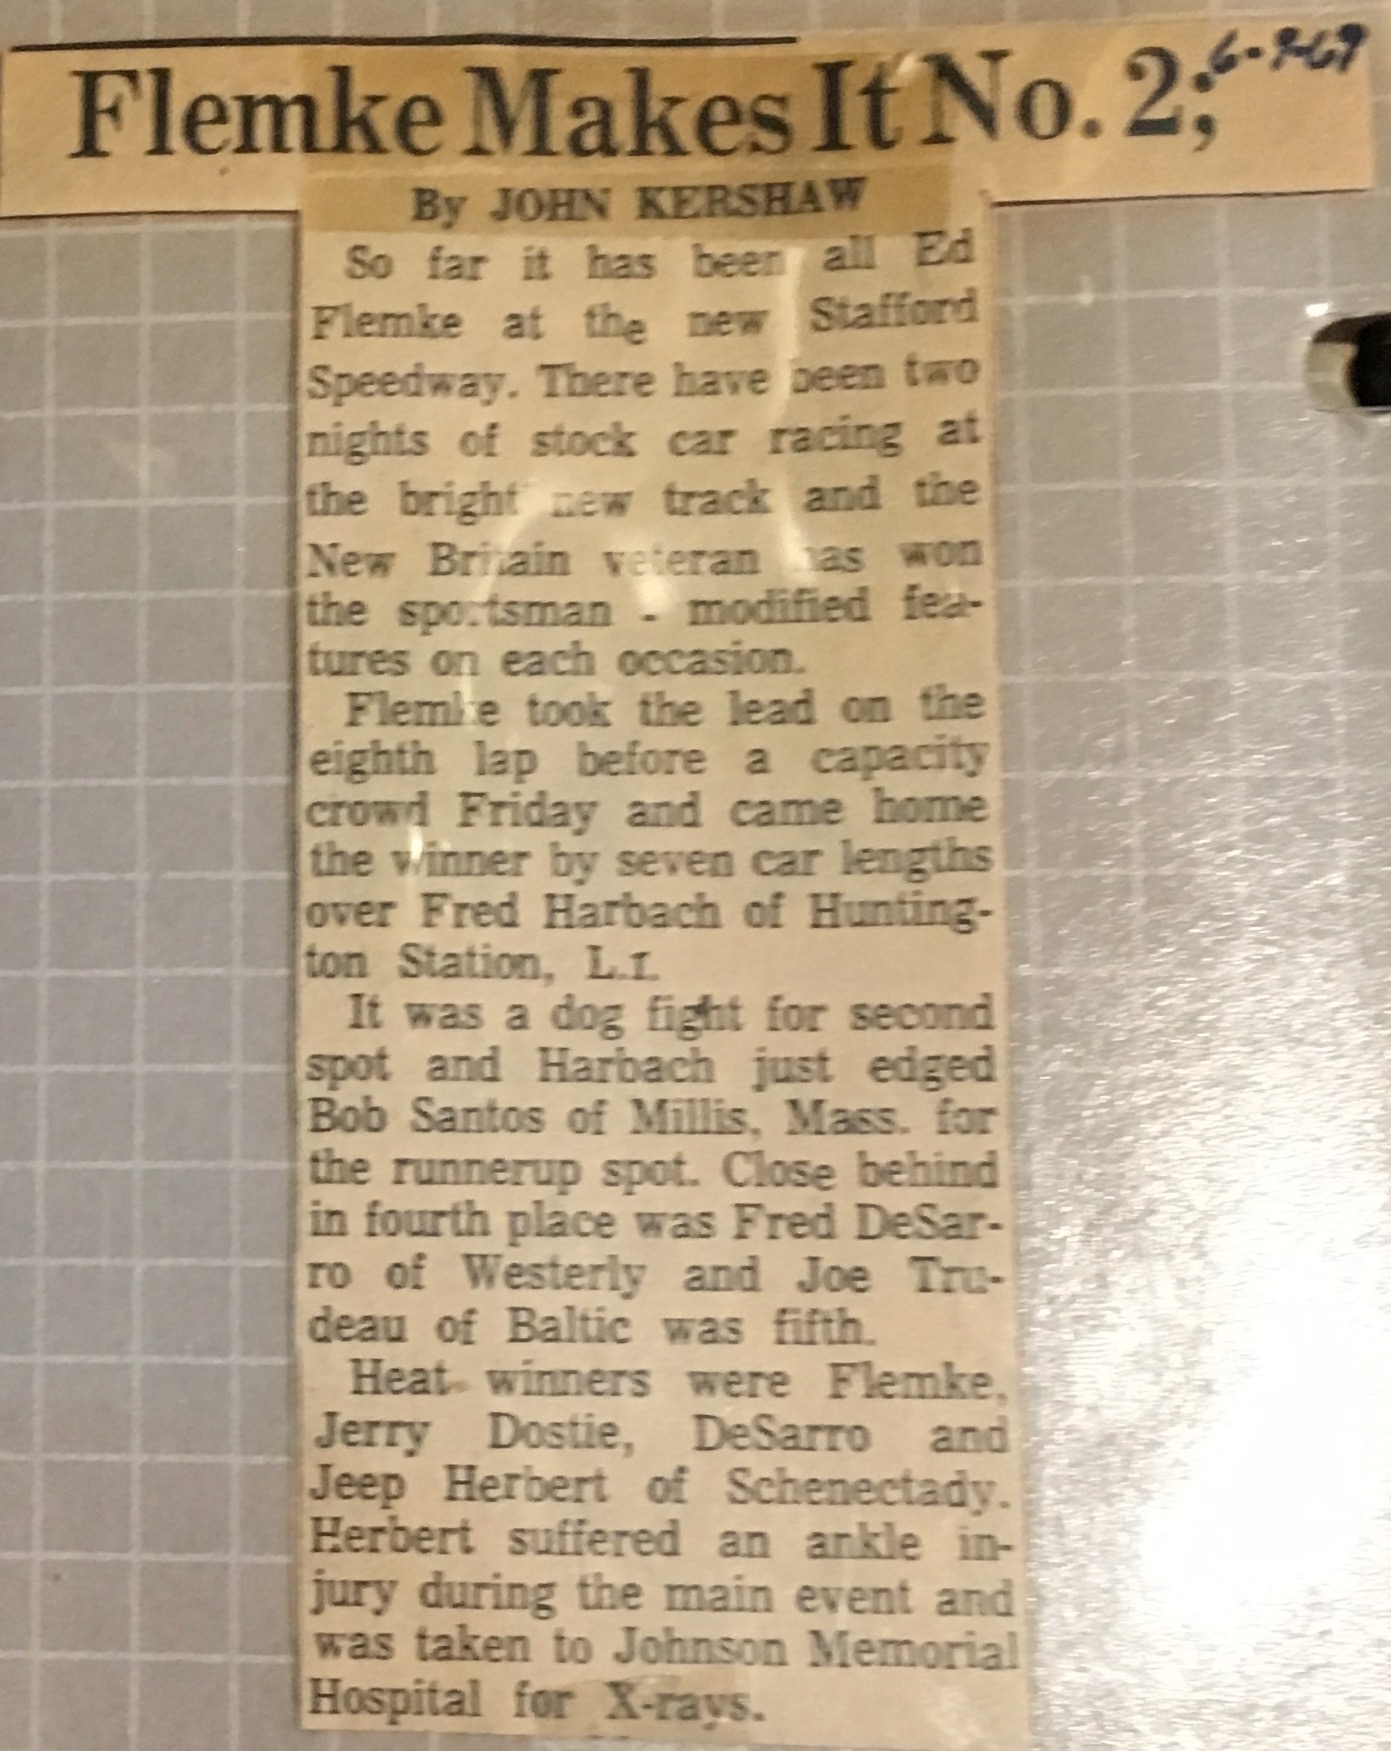 Flemke Makes It No. 2;
6-9-69
By JOHN KERSHAW
So far it has been all Ed
Flemke at the new Stafford
Speedway. There have been two
nights of stock car racing at
the bright new track and the
New Britain veteran has won
the sportsman - modified fea-
tures on each occasion.
Flemke took the lead on the
eighth lap before a capacity
crowd Friday and came home
the winner by seven car lengths
over Fred Harbach of Hunting-
ton Station, L.I.
It was a dog fight for second
spot and Harbach just edged
Bob Santos of Millis, Mass. for
the runnerup spot. Close behind
in fourth place was Fred DeSar-
ro of Westerly and Joe Tru-
deau of Baltic was fifth.
Heat winners were Flemke,
Jerry Dostie, DeSarro and
Jeep Herbert of Schenectady.
Herbert suffered an ankle in-
jury during the main event and
was taken to Johnson Memorial
Hospital for X-rays.